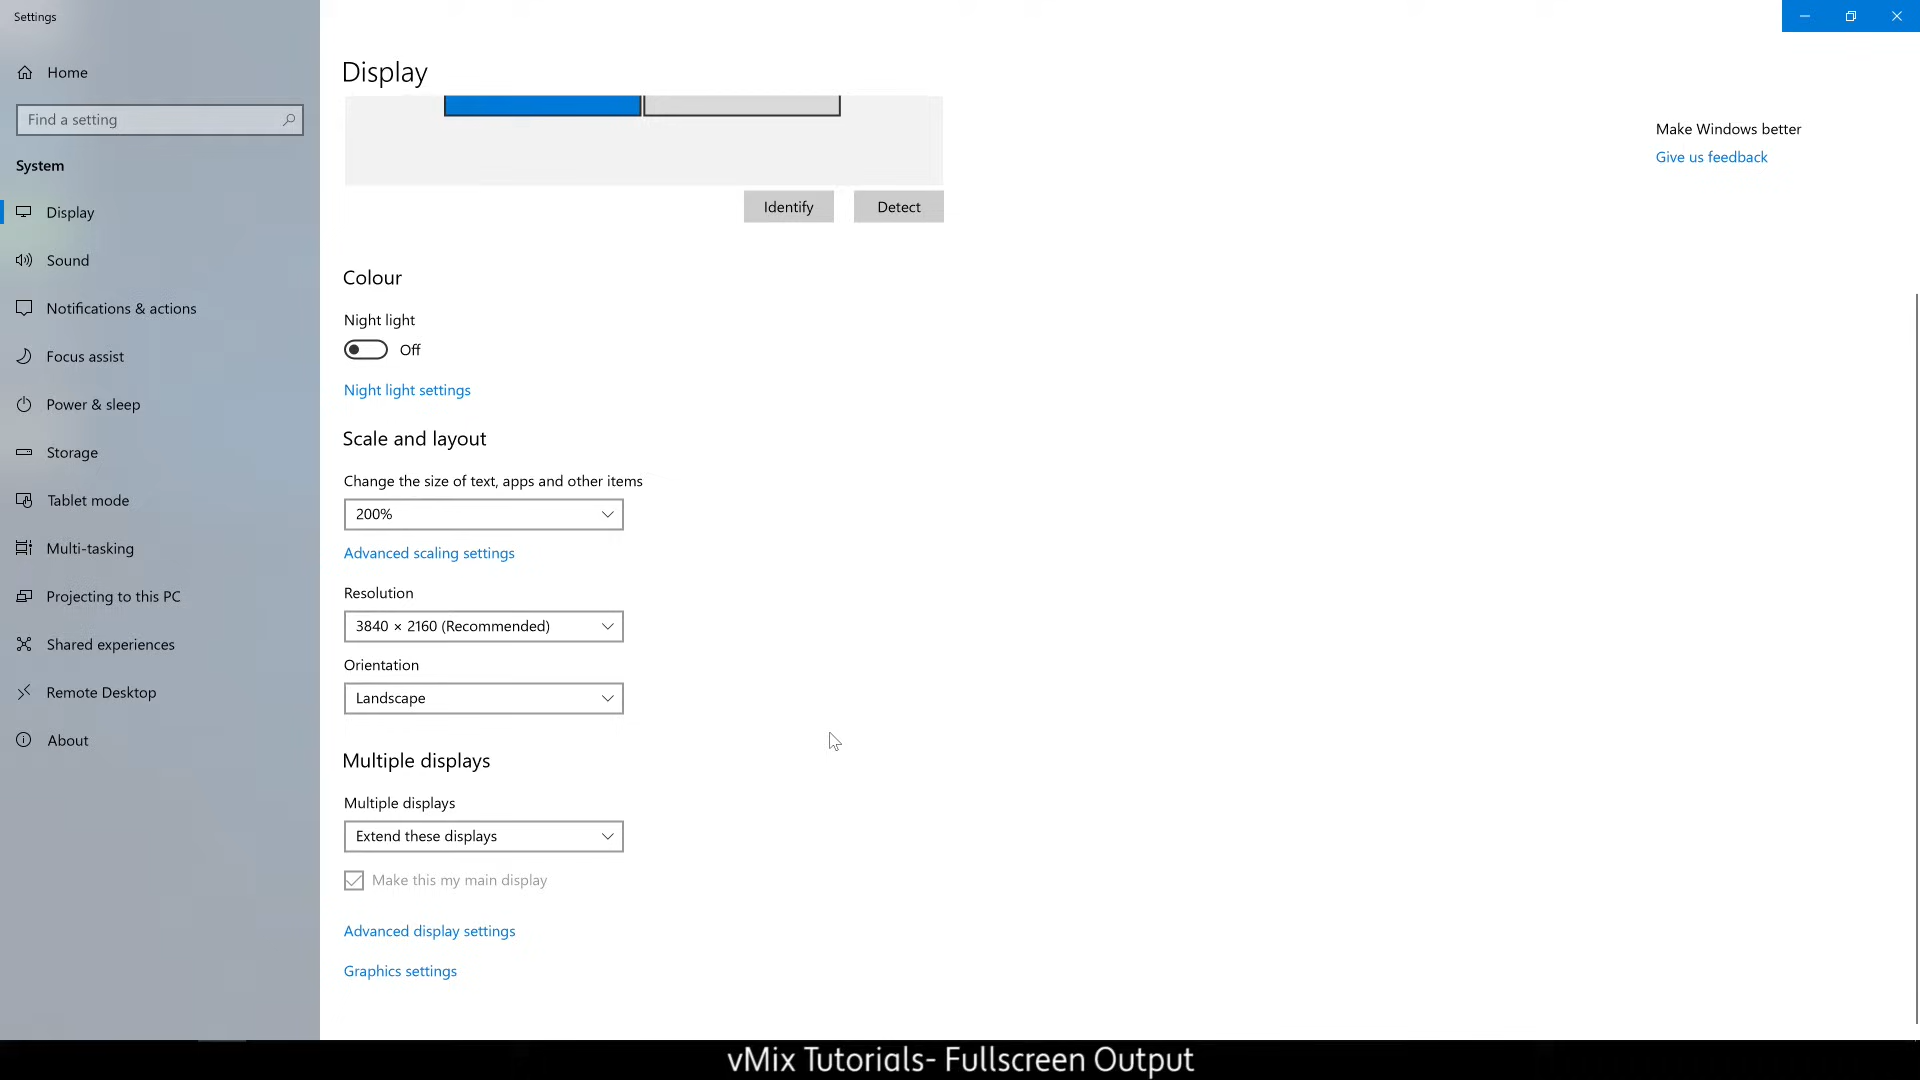 Settings
Home
Find a setting
System
Display
Sound
Notifications & actions
Focus assist
Power & sleep
Storage
Tablet mode
Multi-tasking
Projecting to this PC
Shared experiences
Remote Desktop
About
Display
Identify
Detect
Colour
Night light
Off
Night light settings
Scale and layout
Change the size of text, apps and other items
200%
Advanced scaling settings
Resolution
3840 × 2160 (Recommended)
Orientation
Landscape
Multiple displays
Multiple displays
Extend these displays
Make this my main display
Advanced display settings
Graphics settings
Make Windows better
Give us feedback
vMix Tutorials- Fullscreen Output